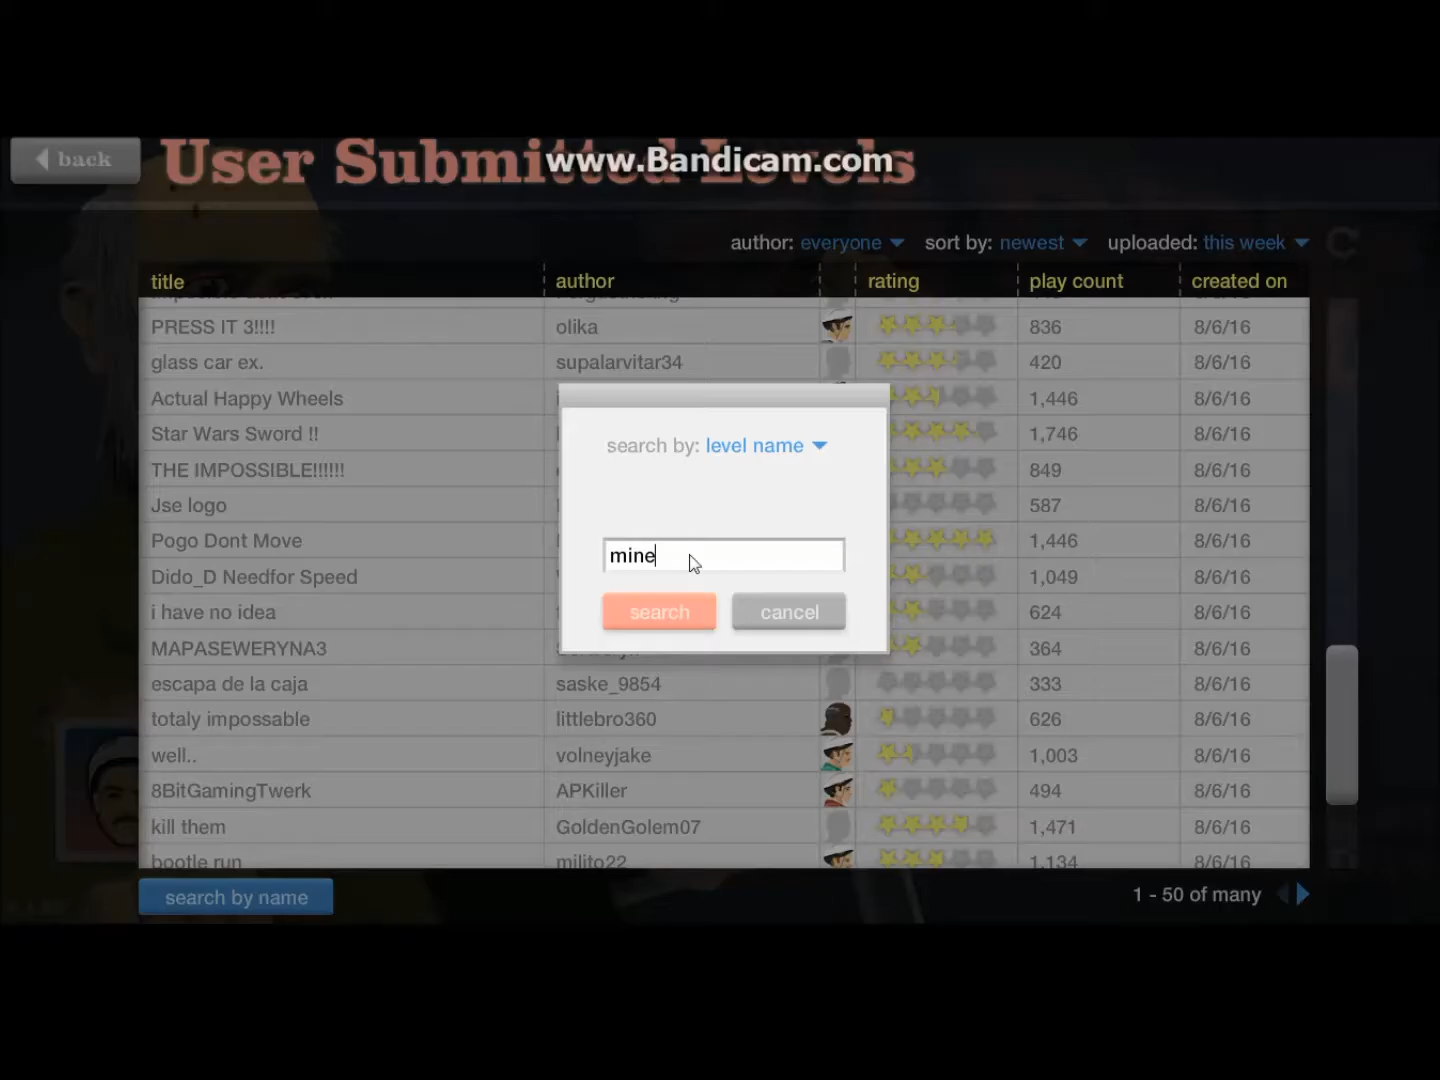 back
User Submitted Levels
www.Bandicam.com
author: everyone sort by: newest uploaded: this week
title author rating play count created on
PRESS IT 3!!!! olika 836 8/6/16
glass car ex. supalarvitar34 420 8/6/16
Actual Happy Wheels 1,446 8/6/16
Star Wars Sword !! 1,746 8/6/16
THE IMPOSSIBLE!!!!!! 849 8/6/16
Jse logo 587 8/6/16
Pogo Dont Move 1,446 8/6/16
Dido_D Needfor Speed 1,049 8/6/16
i have no idea 624 8/6/16
MAPASEWERYNA3 364 8/6/16
escapa de la caja saske_9854 333 8/6/16
totaly impossable littlebro360 626 8/6/16
well.. volneyjake 1,003 8/6/16
8BitGamingTwerk APKiller 494 8/6/16
kill them GoldenGolem07 1,471 8/6/16
bootle run milito22 1,134 8/6/16
search by: level name
mine
search cancel
search by name 1 - 50 of many